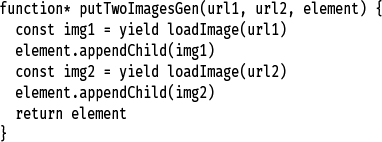 function* putTwoImagesGen(url1, url2, element) {
  const img1 = yield loadImage(url1)
  element.appendChild(img1)
  const img2 = yield loadImage(url2)
  element.appendChild(img2)
  return element
}